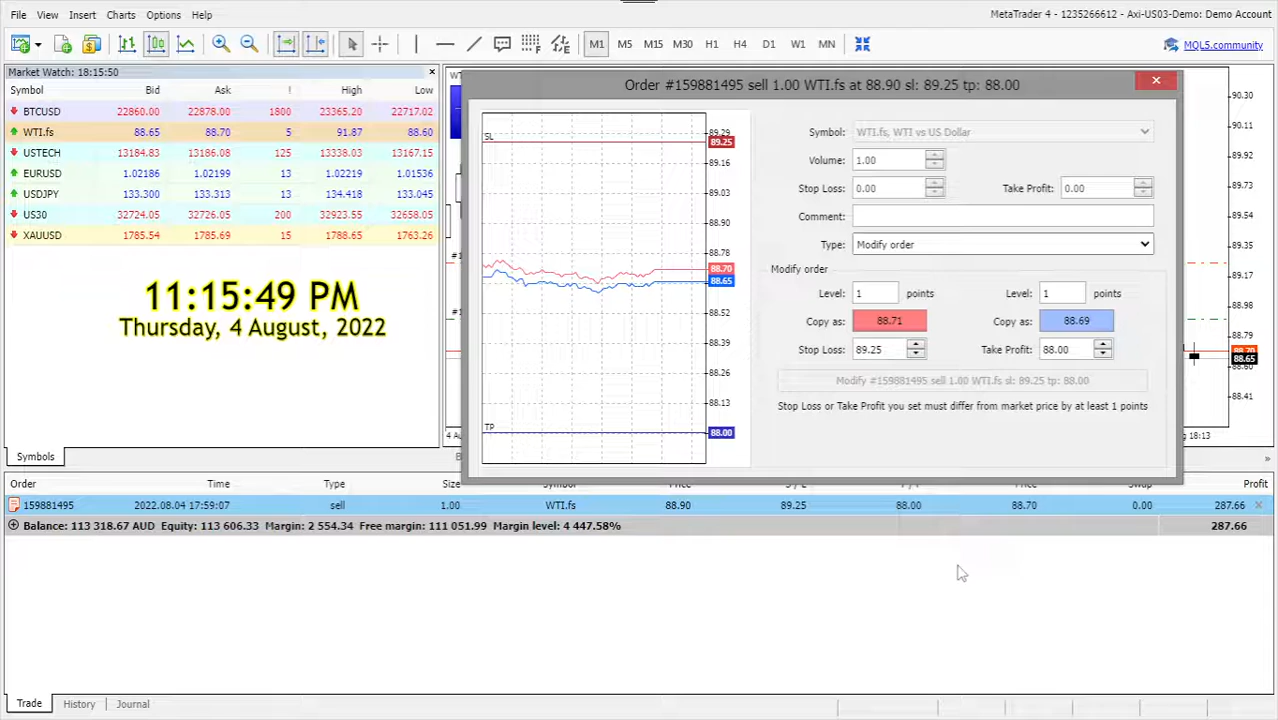 File View Insert Charts Options Help
MetaTrader 4 - 1235266612 - Axi-US03-Demo: Demo Account
M1 M5 M15 M30 H1 H4 D1 W1 MN
MQL5.community
Market Watch: 18:15:50
Symbol Bid Ask ! High Low
BTCUSD 22860.00 22878.00 1800 23365.20 22717.02
WTI.fs 88.65 88.70 5 91.87 88.60
USTECH 13184.83 13186.08 125 13338.03 13167.15
EURUSD 1.02186 1.02199 13 1.02219 1.01536
USDJPY 133.300 133.313 13 134.418 133.045
US30 32724.05 32726.05 200 32923.55 32658.05
XAUUSD 1785.54 1785.69 15 1788.65 1763.26
11:15:49 PM
Thursday, 4 August, 2022
Symbols
Order #159881495 sell 1.00 WTI.fs at 88.90 sl: 89.25 tp: 88.00
SL
TP
89.29
89.25
89.16
89.03
88.90
88.78
88.70
88.65
88.52
88.39
88.26
88.13
88.00
Symbol: WTI.fs, WTI vs US Dollar
Volume: 1.00
Stop Loss: 0.00 Take Profit: 0.00
Comment:
Type: Modify order
Modify order
Level: 1 points Level: 1 points
Copy as: 88.71 Copy as: 88.69
Stop Loss: 89.25 Take Profit: 88.00
Modify #159881495 sell 1.00 WTI.fs sl: 89.25 tp: 88.00
Stop Loss or Take Profit you set must differ from market price by at least 1 points
90.30
90.11
89.92
89.73
89.54
89.35
89.16
88.98
88.79
88.70
88.65
88.60
88.41
18:13
Order Time Type Size Symbol Price S / L T / P Price Swap Profit
159881495 2022.08.04 17:59:07 sell 1.00 WTI.fs 88.90 89.25 88.00 88.70 0.00 287.66
Balance: 113 318.67 AUD Equity: 113 606.33 Margin: 2 554.34 Free margin: 111 051.99 Margin level: 4 447.58% 287.66
Trade History Journal